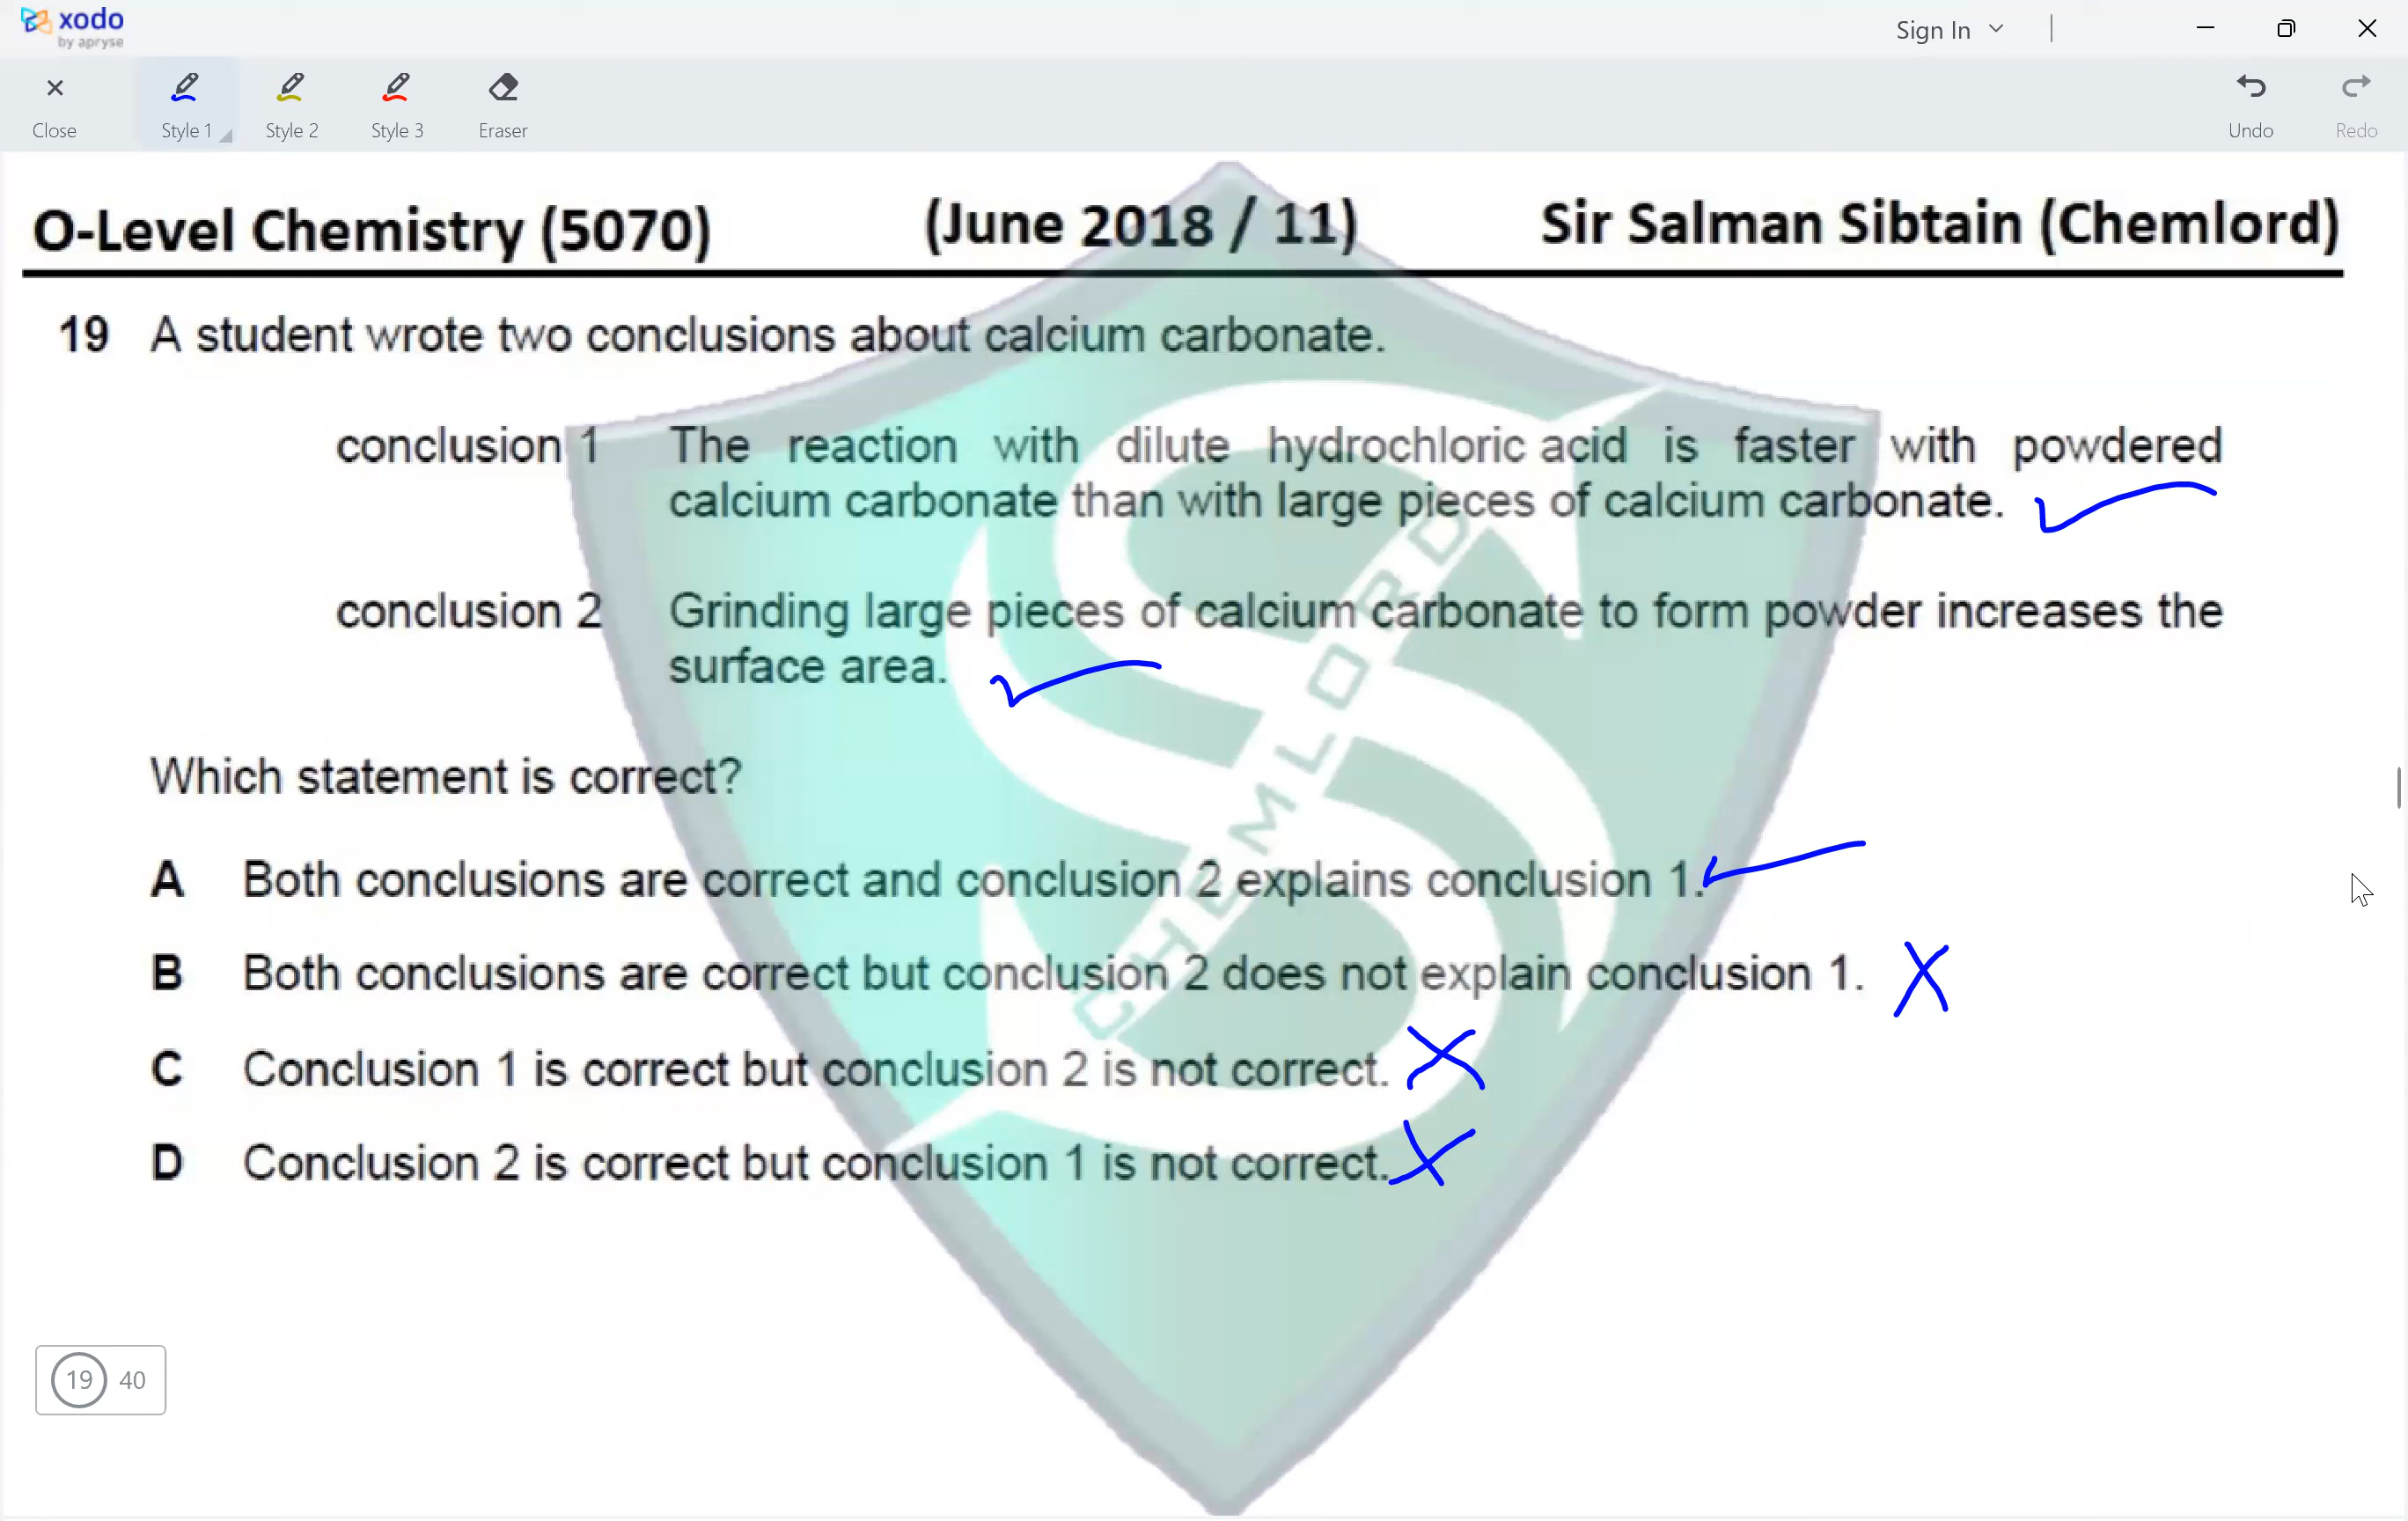 xodo
by apryse
Sign In
Close
Style 1
Style 2
Style 3
Eraser
Undo
Redo
O-Level Chemistry (5070) (June 2018 / 11) Sir Salman Sibtain (Chemlord)
19 A student wrote two conclusions about calcium carbonate.
conclusion 1 The reaction with dilute hydrochloric acid is faster with powdered
calcium carbonate than with large pieces of calcium carbonate.
conclusion 2 Grinding large pieces of calcium carbonate to form powder increases the
surface area.
Which statement is correct?
A Both conclusions are correct and conclusion 2 explains conclusion 1.
B Both conclusions are correct but conclusion 2 does not explain conclusion 1.
C Conclusion 1 is correct but conclusion 2 is not correct.
D Conclusion 2 is correct but conclusion 1 is not correct.
CHEMLORD
19 40